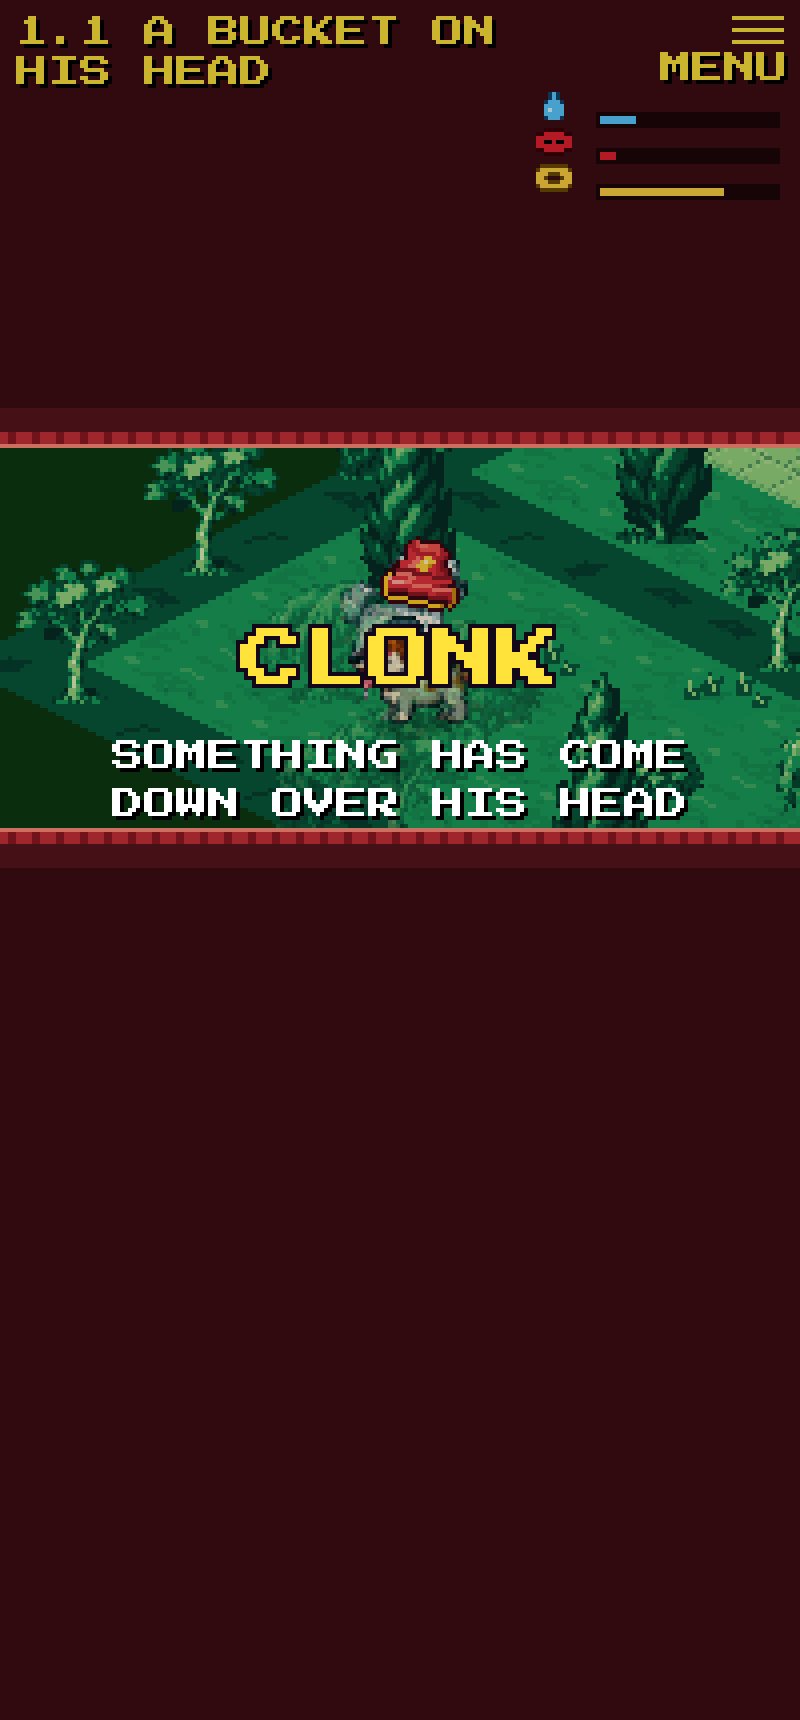 1.1 A BUCKET ON
HIS HEAD
MENU
CLONK
SOMETHING HAS COME
DOWN OVER HIS HEAD